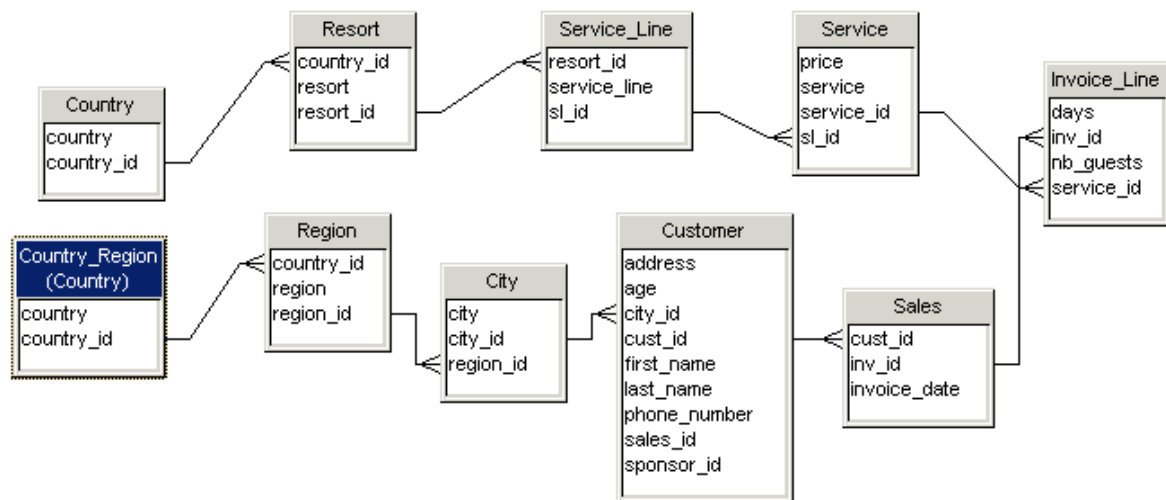 Resort
country_id
resort
resort_id
Service_Line
resort_id
service_line
sl_id
Service
price
service
service_id
sl_id
Invoice_Line
days
inv_id
nb_guests
service_id
Country
country
country_id
Country_Region
(Country)
country
country_id
Region
country_id
region
region_id
City
city
city_id
region_id
Customer
address
age
city_id
cust_id
first_name
last_name
phone_number
sales_id
sponsor_id
Sales
cust_id
inv_id
invoice_date